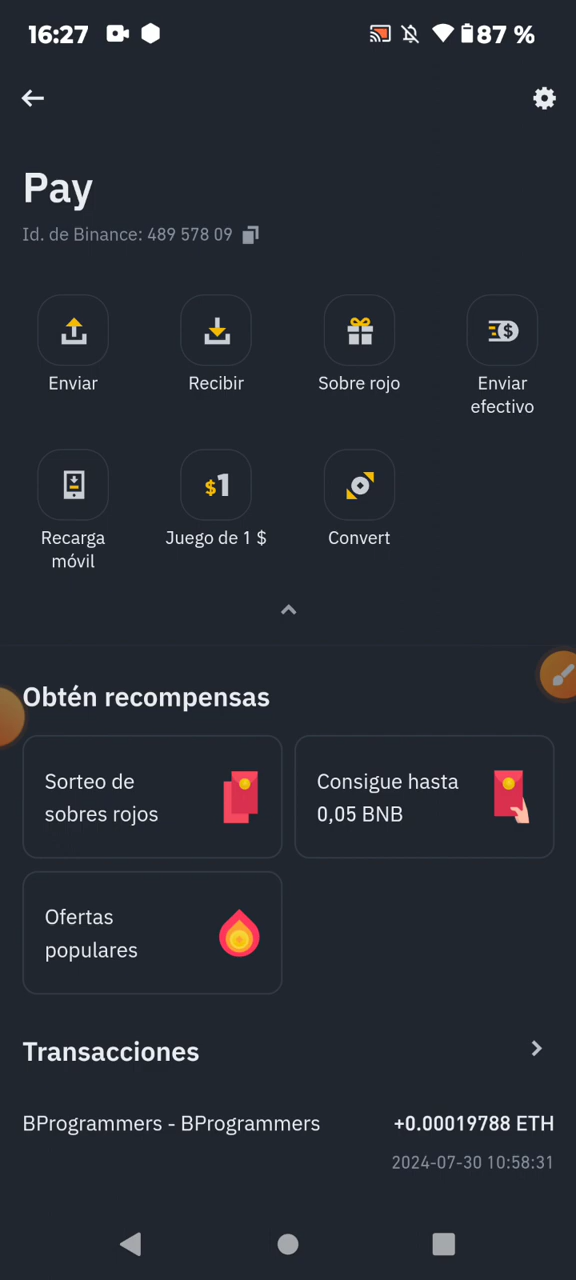 16:27
87 %
Pay
Id. de Binance: 489 578 09
Enviar
Recibir
Sobre rojo
Enviar
efectivo
$1
Recarga
móvil
Juego de 1 $
Convert
Obtén recompensas
Sorteo de
sobres rojos
Consigue hasta
0,05 BNB
Ofertas
populares
Transacciones
BProgrammers - BProgrammers
+0.00019788 ETH
2024-07-30 10:58:31